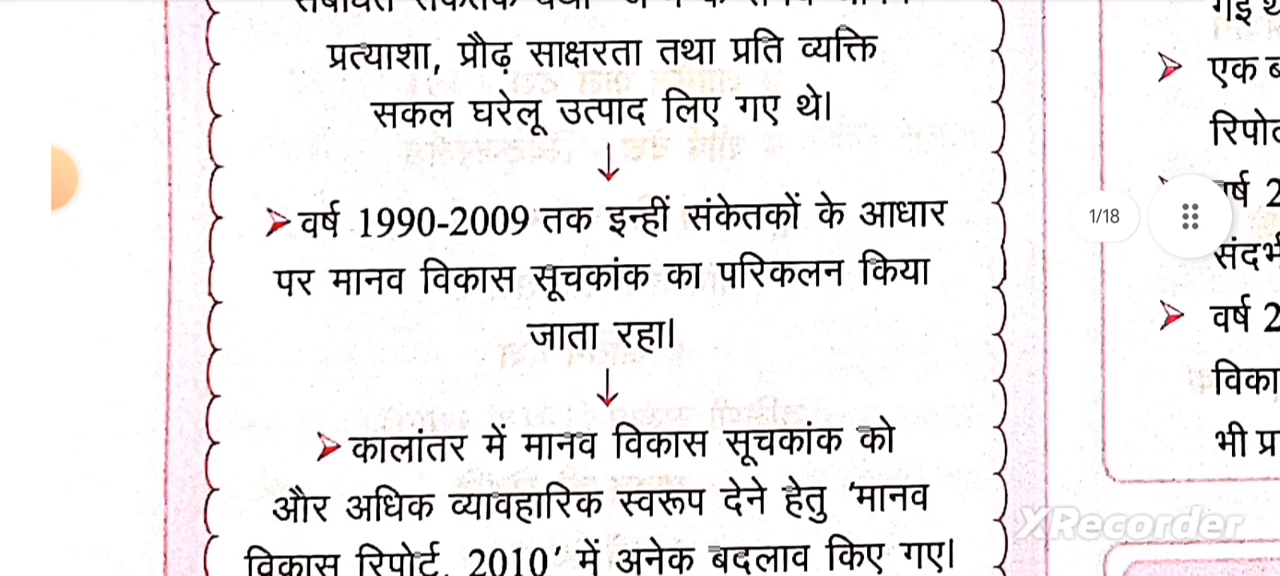 प्रत्याशा, प्रौढ़ साक्षरता तथा प्रति व्यक्ति
सकल घरेलू उत्पाद लिए गए थे।
वर्ष 1990-2009 तक इन्हीं संकेतकों के आधार
पर मानव विकास सूचकांक का परिकलन किया
जाता रहा।
कालांतर में मानव विकास सूचकांक को
और अधिक व्यावहारिक स्वरूप देने हेतु 'मानव
विकास रिपोर्ट, 2010' में अनेक बदलाव किए गए।
गई
एक
वर्ष 2
1/18
वर्ष 2
भी
XRecorder